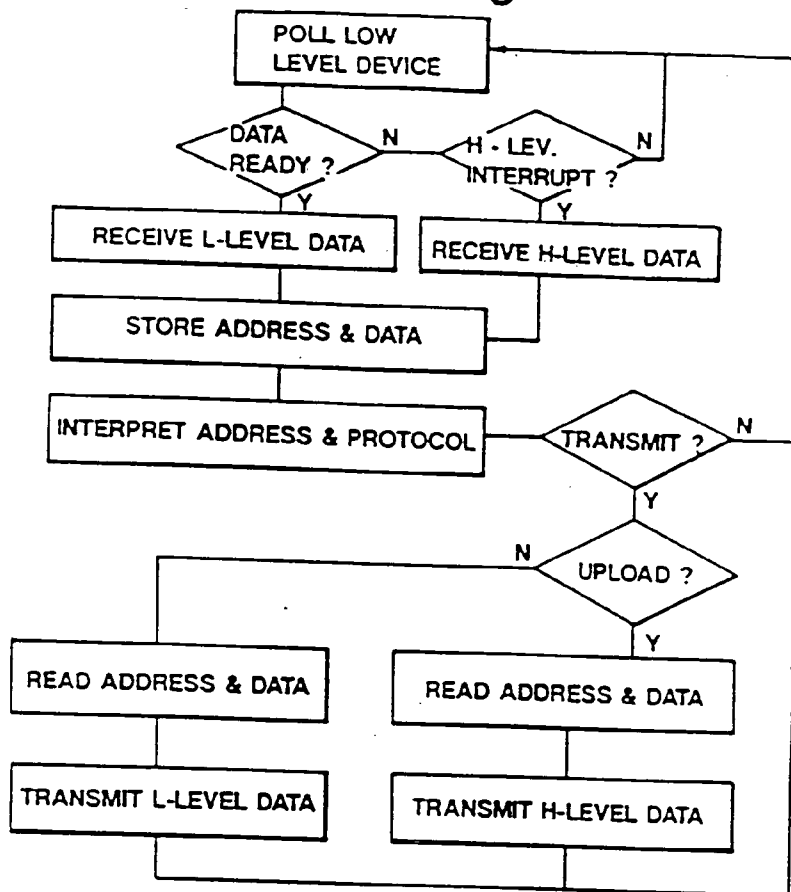 POLL LOW
LEVEL DEVICE
DATA
READY ?
N
H - LEV.
INTERRUPT ?
N
Y
Y
RECEIVE L-LEVEL DATA
RECEIVE H-LEVEL DATA
STORE ADDRESS & DATA
INTERPRET ADDRESS & PROTOCOL
TRANSMIT ?
N
Y
N
UPLOAD ?
Y
READ ADDRESS & DATA
READ ADDRESS & DATA
TRANSMIT L-LEVEL DATA
TRANSMIT H-LEVEL DATA